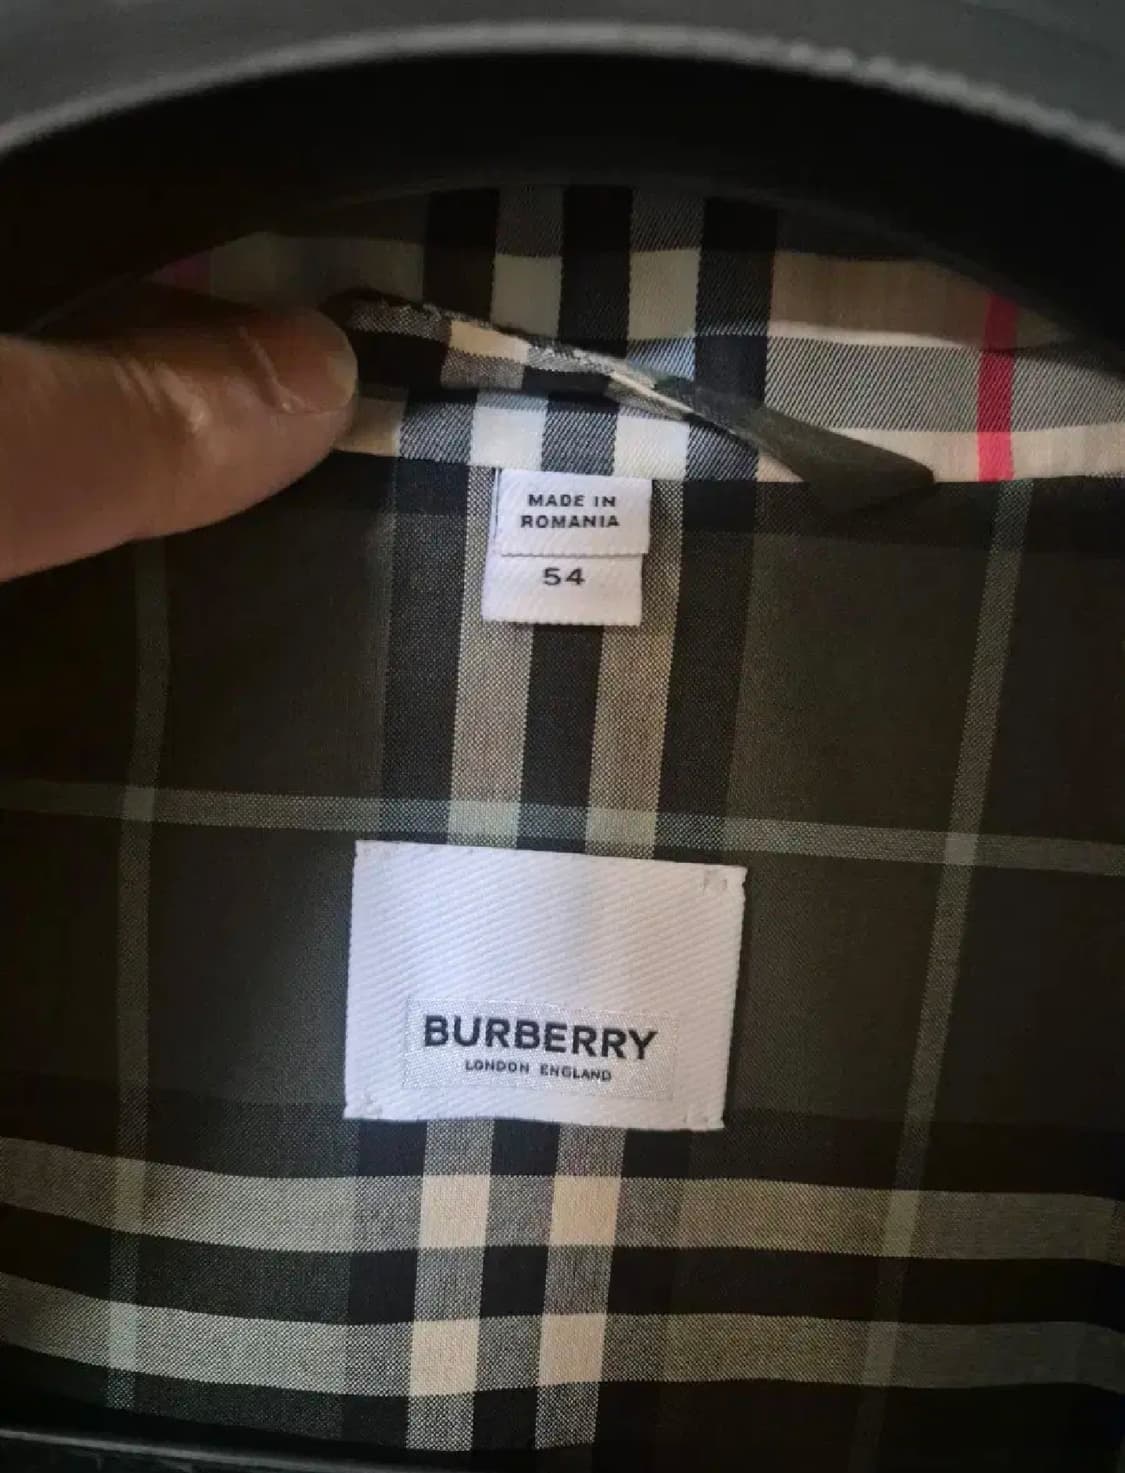 MADE IN
ROMANIA
54
BURBERRY
LONDON ENGLAND